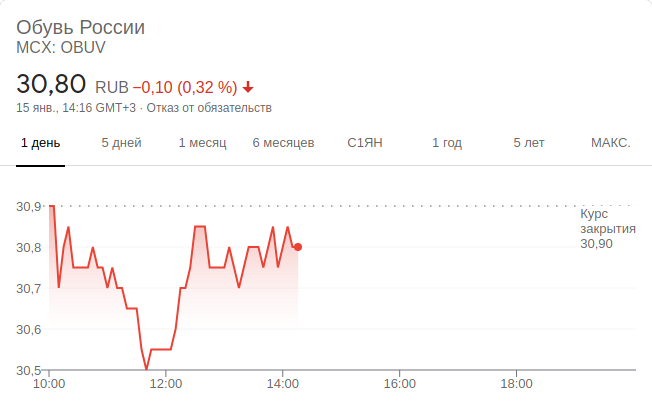 Обувь России
MCX: OBUV
30,80 RUB −0,10 (0,32 %)
15 янв., 14:16 GMT+3 · Отказ от обязательств
1 день 5 дней 1 месяц 6 месяцев С1ЯН 1 год 5 лет МАКС.
30,9
Курс
закрытия
30,90
30,8
30,7
30,6
30,5
10:00 12:00 14:00 16:00 18:00